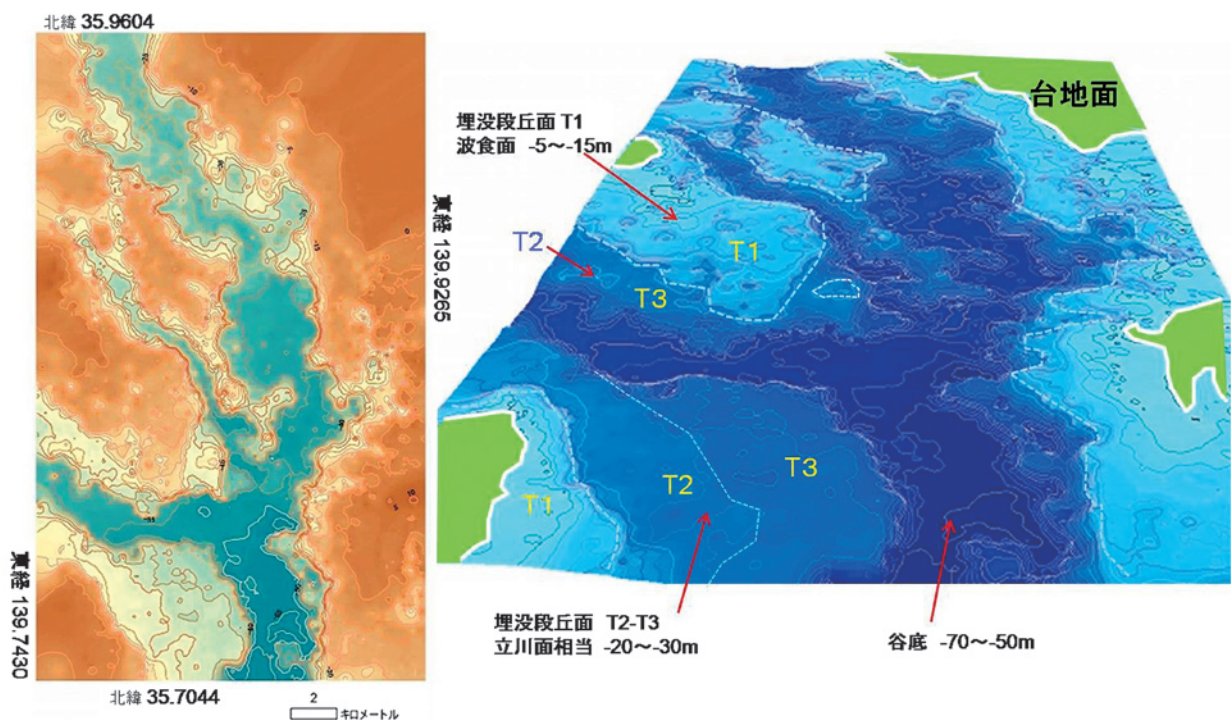 北緯 35.9604
東経 139.9265
東経 139.7430
北緯 35.7044
2
キロメートル
台地面
埋没段丘面 T1
波食面 -5～-15m
T2
T1
T3
T2
T3
T1
埋没段丘面 T2-T3
立川面相当 -20～-30m
谷底 -70～-50m